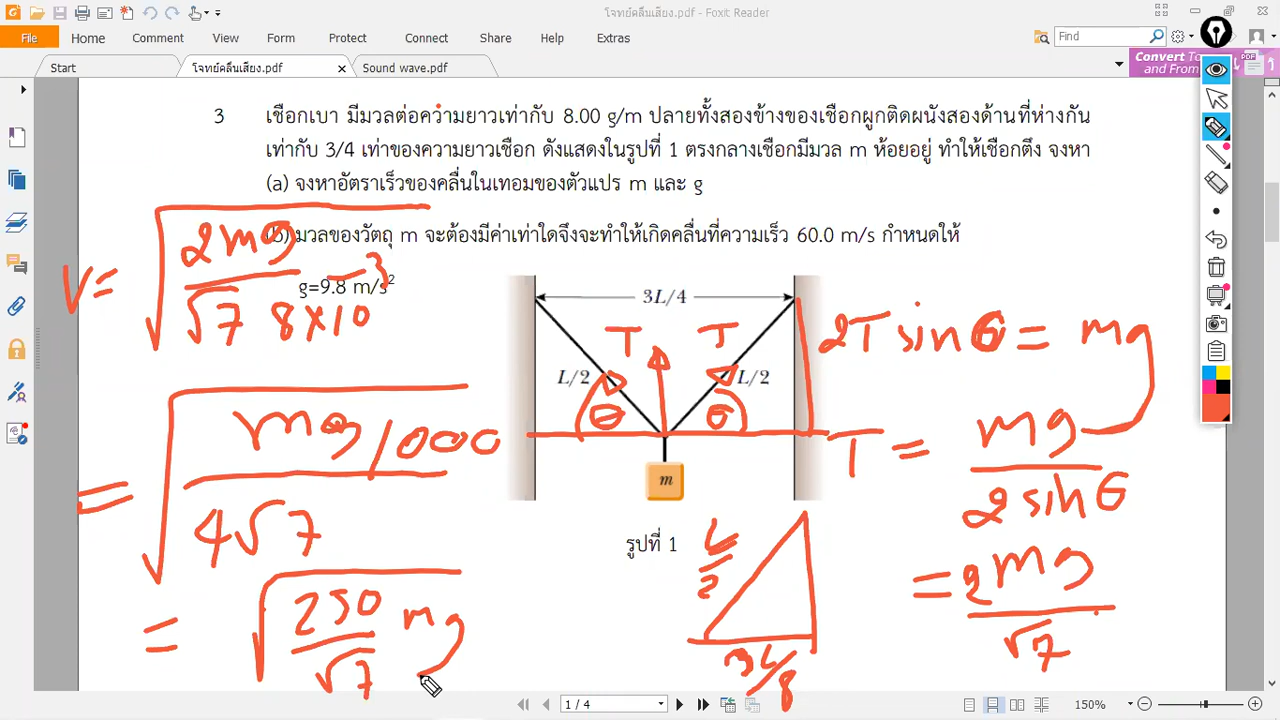 โจทย์คลื่นเสียง.pdf - Foxit Reader
File Home Comment View Form Protect Connect Share Help Extras Find
Start โจทย์คลื่นเสียง.pdf Sound wave.pdf Convert To and From PDF
3 เชือกเบา มีมวลต่อความยาวเท่ากับ 8.00 g/m ปลายทั้งสองข้างของเชือกผูกติดผนังสองด้านที่ห่างกัน
เท่ากับ 3/4 เท่าของความยาวเชือก ดังแสดงในรูปที่ 1 ตรงกลางเชือกมีมวล m ห้อยอยู่ ทำให้เชือกตึง จงหา
(a) จงหาอัตราเร็วของคลื่นในเทอมของตัวแปร m และ g
(b) มวลของวัตถุ m จะต้องมีค่าเท่าใดจึงจะทำให้เกิดคลื่นที่ความเร็ว 60.0 m/s กำหนดให้
g=9.8 m/s²
V = √(2mg / √7 8×10⁻³)
= √(mg/1000 / 4√7)
= √(250/√7 mg)
3L/4
T T
L/2 L/2
θ θ
m
รูปที่ 1
L/2
3L/8
2T sin θ = mg
T = mg / 2 sin θ
= 2mg / √7
1 / 4 150%